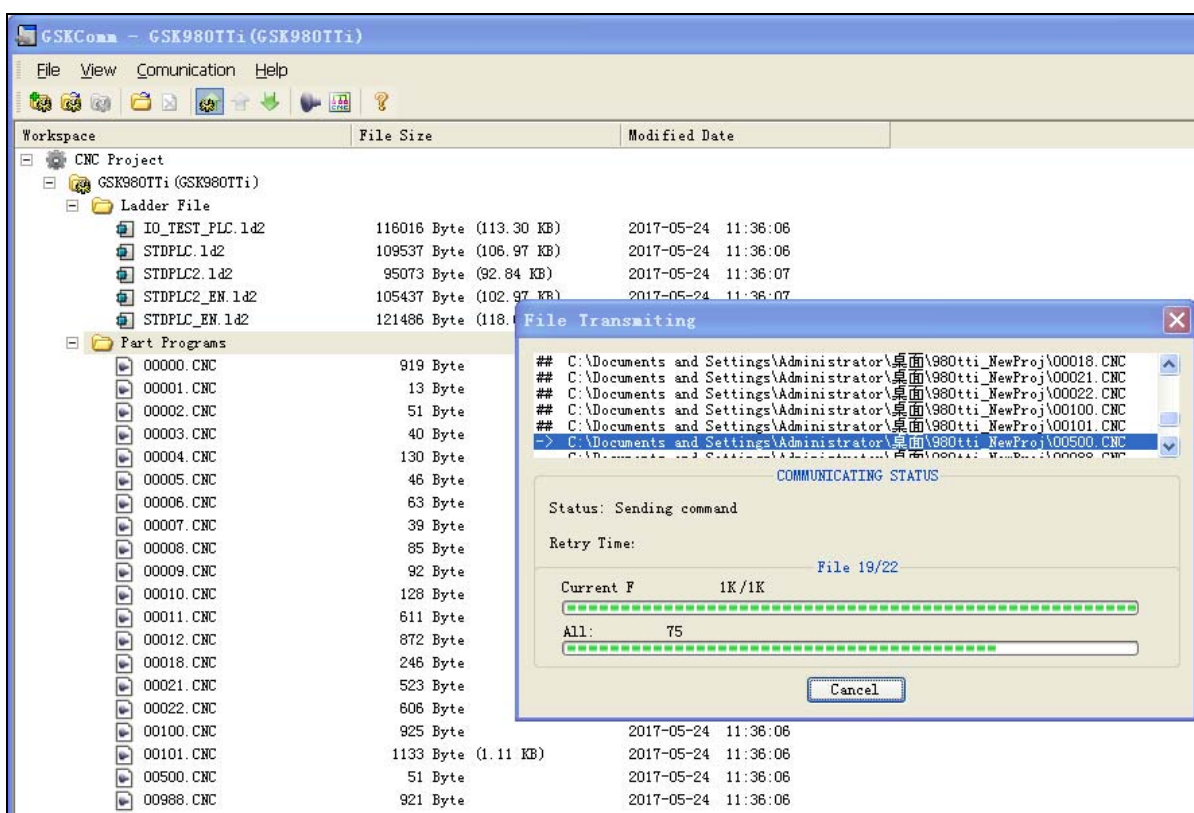 GSKComm - GSK980TTi(GSK980TTi)
File View Comunication Help
Workspace File Size Modified Date
CNC Project
GSK980TTi(GSK980TTi)
Ladder File
IO_TEST_PLC.ld2 116016 Byte (113.30 KB) 2017-05-24 11:36:06
STDPLC.ld2 109537 Byte (106.97 KB) 2017-05-24 11:36:06
STDPLC2.ld2 95073 Byte (92.84 KB) 2017-05-24 11:36:07
STDPLC2_EN.ld2 105437 Byte (102.97 KB) 2017-05-24 11:36:07
STDPLC_EN.ld2 121486 Byte (118.
Part Programs
O0000.CNC 919 Byte
O0001.CNC 13 Byte
O0002.CNC 51 Byte
O0003.CNC 40 Byte
O0004.CNC 130 Byte
O0005.CNC 46 Byte
O0006.CNC 63 Byte
O0007.CNC 39 Byte
O0008.CNC 85 Byte
O0009.CNC 92 Byte
O0010.CNC 128 Byte
O0011.CNC 611 Byte
O0012.CNC 872 Byte
O0018.CNC 246 Byte
O0021.CNC 523 Byte
O0022.CNC 606 Byte
O0100.CNC 925 Byte 2017-05-24 11:36:06
O0101.CNC 1133 Byte (1.11 KB) 2017-05-24 11:36:06
O0500.CNC 51 Byte 2017-05-24 11:36:06
O0988.CNC 921 Byte 2017-05-24 11:36:06
File Transmiting
## C:\Documents and Settings\Administrator\桌面\980tti_NewProj\O0018.CNC
## C:\Documents and Settings\Administrator\桌面\980tti_NewProj\O0021.CNC
## C:\Documents and Settings\Administrator\桌面\980tti_NewProj\O0022.CNC
## C:\Documents and Settings\Administrator\桌面\980tti_NewProj\O0100.CNC
## C:\Documents and Settings\Administrator\桌面\980tti_NewProj\O0101.CNC
-> C:\Documents and Settings\Administrator\桌面\980tti_NewProj\O0500.CNC
COMMUNICATING STATUS
Status: Sending command
Retry Time:
File 19/22
Current F 1K/1K
All: 75
Cancel